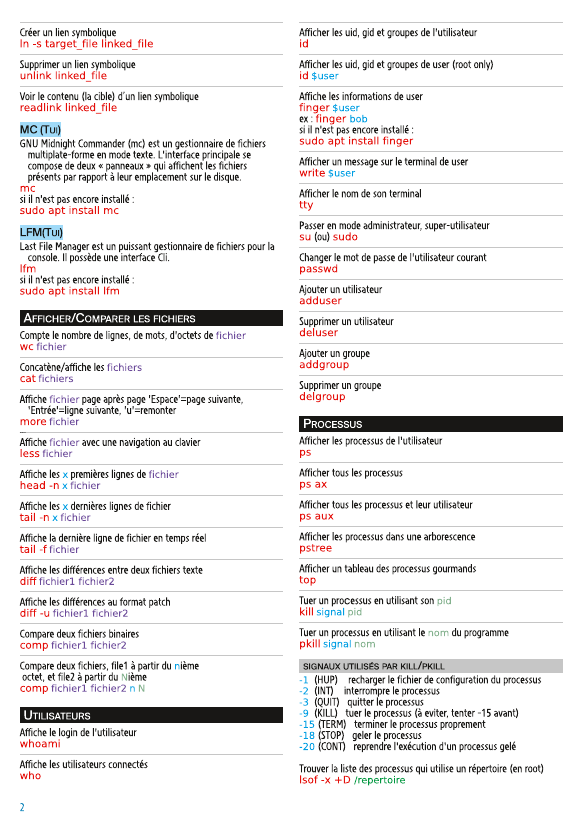 Créer un lien symbolique
ln -s target_file linked_file
Supprimer un lien symbolique
unlink linked_file
Voir le contenu (la cible) d'un lien symbolique
readlink linked_file
MC (TUI)
GNU Midnight Commander (mc) est un gestionnaire de fichiers
multiplate-forme en mode texte. L'interface principale se
compose de deux « panneaux » qui affichent les fichiers
présents par rapport à leur emplacement sur le disque.
mc
si il n'est pas encore installé :
sudo apt install mc
LFM(TUI)
Last File Manager est un puissant gestionnaire de fichiers pour la
console. Il possède une interface Cli.
lfm
si il n'est pas encore installé :
sudo apt install lfm
AFFICHER/COMPARER LES FICHIERS
Compte le nombre de lignes, de mots, d'octets de fichier
wc fichier
Concatène/affiche les fichiers
cat fichiers
Affiche fichier page après page 'Espace'=page suivante,
'Entrée'=ligne suivante, 'u'=remonter
more fichier
Affiche fichier avec une navigation au clavier
less fichier
Affiche les x premières lignes de fichier
head -n x fichier
Affiche les x dernières lignes de fichier
tail -n x fichier
Affiche la dernière ligne de fichier en temps réel
tail -f fichier
Affiche les différences entre deux fichiers texte
diff fichier1 fichier2
Affiche les différences au format patch
diff -u fichier1 fichier2
Compare deux fichiers binaires
comp fichier1 fichier2
Compare deux fichiers, file1 à partir du nième
octet, et file2 à partir du Nième
comp fichier1 fichier2 n N
UTILISATEURS
Affiche le login de l'utilisateur
whoami
Affiche les utilisateurs connectés
who
2
Afficher les uid, gid et groupes de l'utilisateur
id
Afficher les uid, gid et groupes de user (root only)
id $user
Affiche les informations de user
finger $user
ex : finger bob
si il n'est pas encore installé :
sudo apt install finger
Afficher un message sur le terminal de user
write $user
Afficher le nom de son terminal
tty
Passer en mode administrateur, super-utilisateur
su (ou) sudo
Changer le mot de passe de l'utilisateur courant
passwd
Ajouter un utilisateur
adduser
Supprimer un utilisateur
deluser
Ajouter un groupe
addgroup
Supprimer un groupe
delgroup
PROCESSUS
Afficher les processus de l'utilisateur
ps
Afficher tous les processus
ps ax
Afficher tous les processus et leur utilisateur
ps aux
Afficher les processus dans une arborescence
pstree
Afficher un tableau des processus gourmands
top
Tuer un processus en utilisant son pid
kill signal pid
Tuer un processus en utilisant le nom du programme
pkill signal nom
SIGNAUX UTILISÉS PAR KILL/PKILL
-1 (HUP) recharger le fichier de configuration du processus
-2 (INT) interrompre le processus
-3 (QUIT) quitter le processus
-9 (KILL) tuer le processus (à eviter, tenter -15 avant)
-15 (TERM) terminer le processus proprement
-18 (STOP) geler le processus
-20 (CONT) reprendre l'exécution d'un processus gelé
Trouver la liste des processus qui utilise un répertoire (en root)
lsof -x +D /repertoire